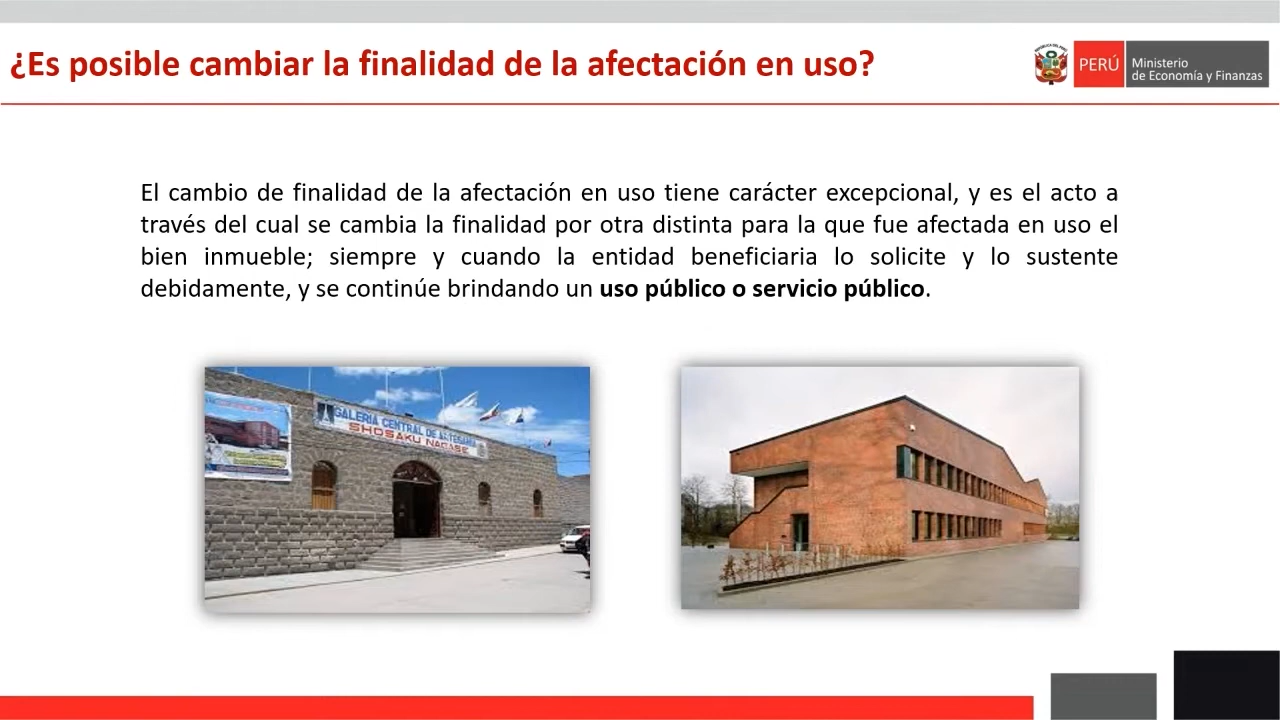 ¿Es posible cambiar la finalidad de la afectación en uso?
PERÚ
Ministerio
de Economía y Finanzas
El cambio de finalidad de la afectación en uso tiene carácter excepcional, y es el acto a
través del cual se cambia la finalidad por otra distinta para la que fue afectada en uso el
bien inmueble; siempre y cuando la entidad beneficiaria lo solicite y lo sustente
debidamente, y se continúe brindando un uso público o servicio público.
GALERIA CENTRAL DE ARTESANIA
SHOSAKU NAGASE